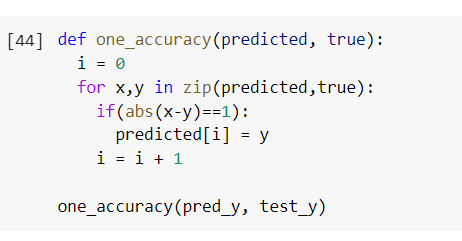 [44] def one_accuracy(predicted, true):
i = 0
for x,y in zip(predicted,true):
if(abs(x-y)==1):
predicted[i] = y
i = i + 1
one_accuracy(pred_y, test_y)